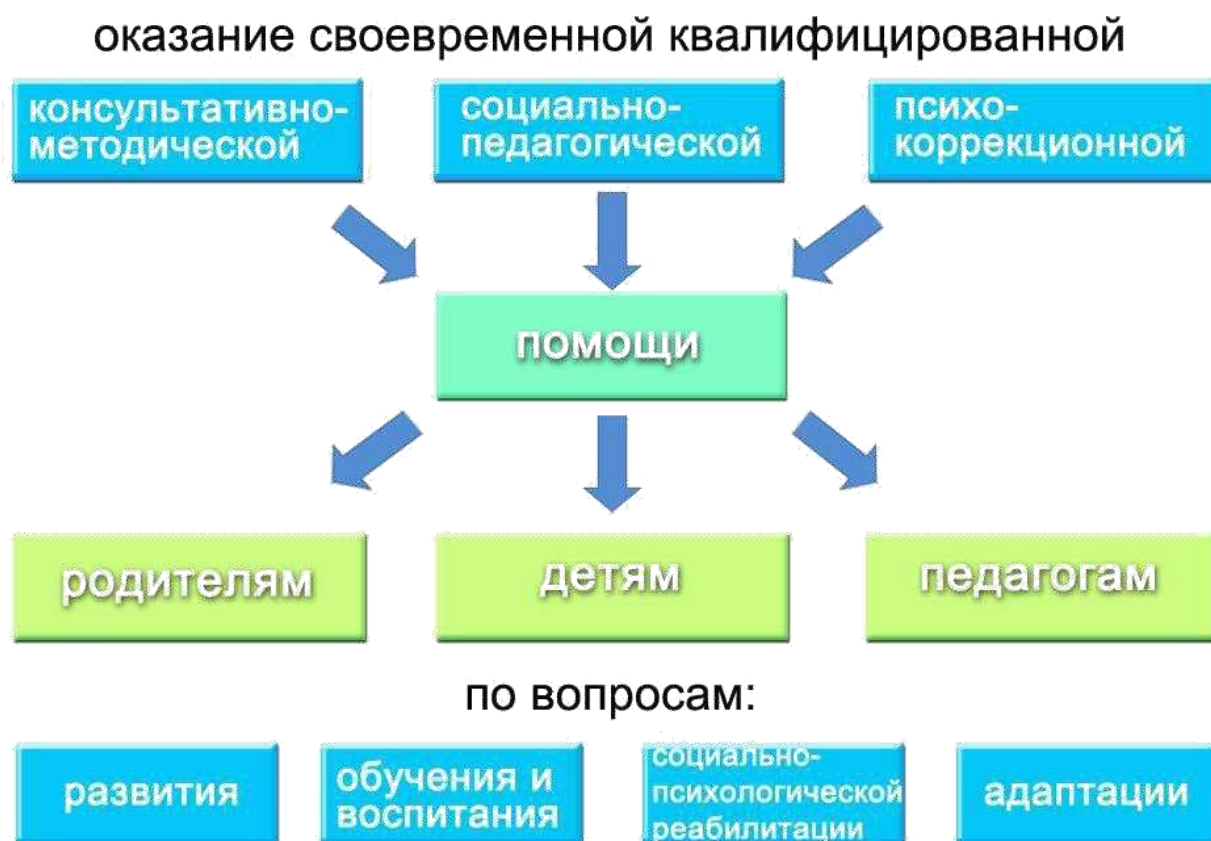 оказание своевременной квалифицированной
консультативно-
методической
социально-
педагогической
психо-
коррекционной
помощи
родителям
детям
педагогам
по вопросам:
развития
обучения и
воспитания
социально-
психологической
реабилитации
адаптации